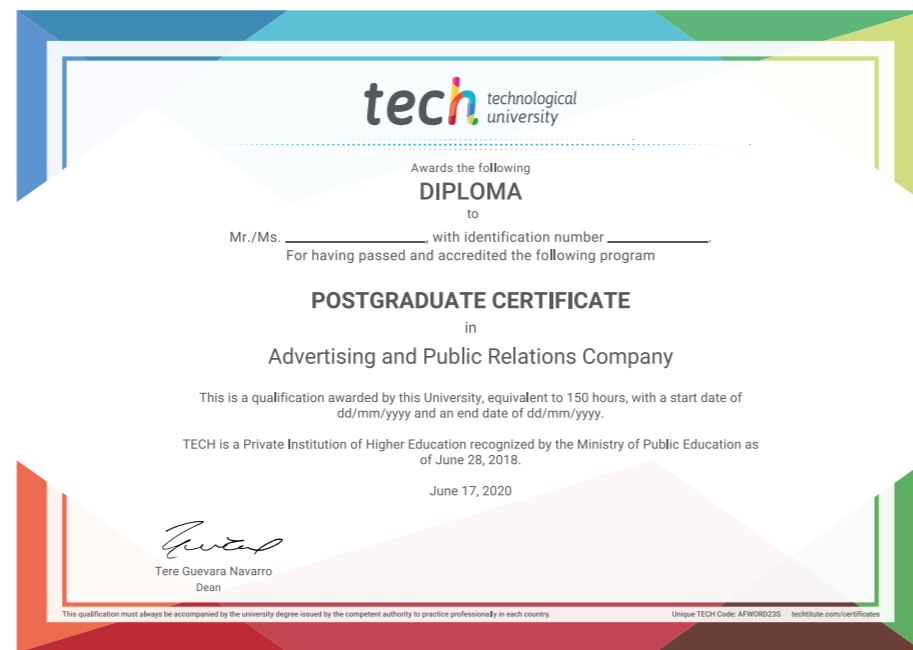 tech technological
university
Awards the following
DIPLOMA
to
Mr./Ms. ____________________, with identification number ______________.
For having passed and accredited the following program
POSTGRADUATE CERTIFICATE
in
Advertising and Public Relations Company
This is a qualification awarded by this University, equivalent to 150 hours, with a start date of
dd/mm/yyyy and an end date of dd/mm/yyyy.
TECH is a Private Institution of Higher Education recognized by the Ministry of Public Education as
of June 28, 2018.
June 17, 2020
Tere Guevara Navarro
Dean
This qualification must always be accompanied by the university degree issued by the competent authority to practice professionally in each country.
Unique TECH Code: AFWORD23S techtitute.com/certificates